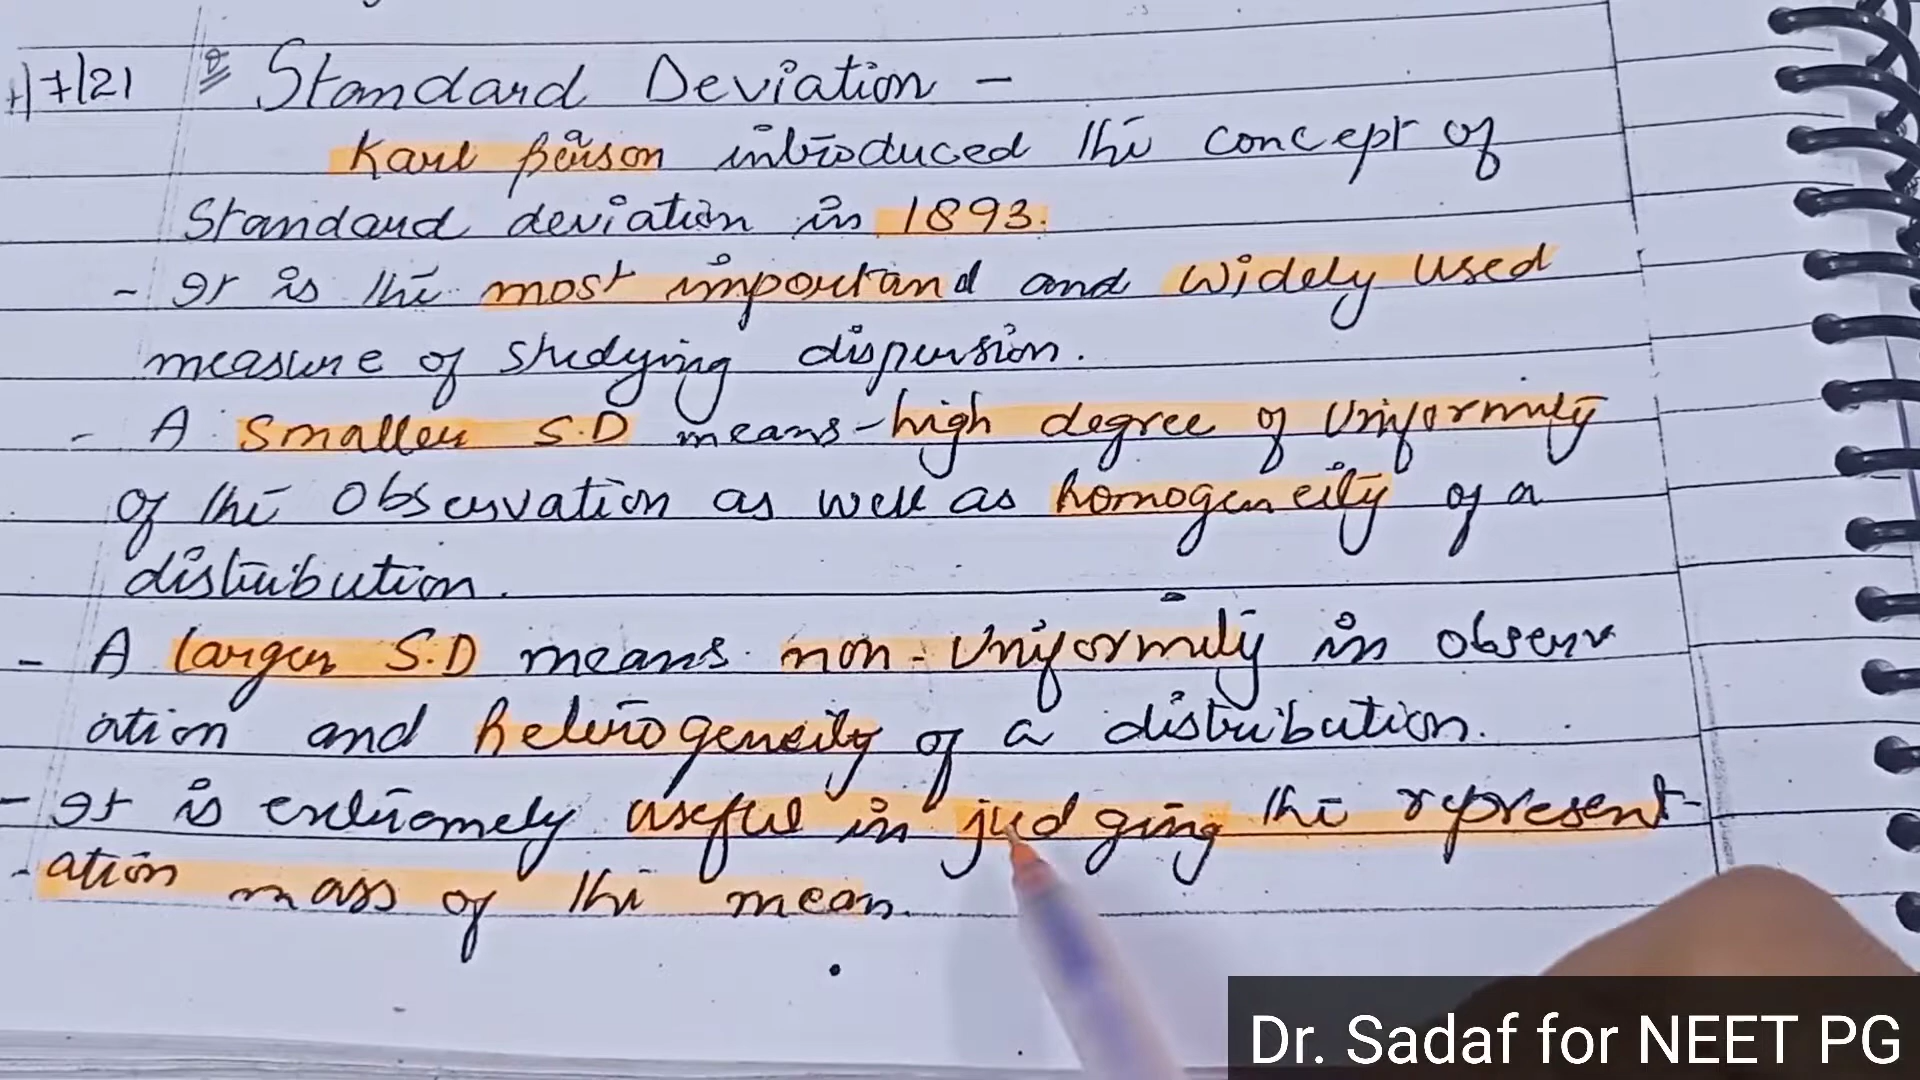 7/21 Standard Deviation -
Karl pearson introduced the concept of
Standard deviation in 1893.
- It is the most importand and widely used
measure of studying dispersion.
- A smaller S.D means - high degree of uniformity
of the observation as well as homogeneity of a
distribution.
- A larger S.D means non-uniformity in observ
ation and heterogeneity of a distribution.
- It is extremely useful in judging the represent-
-ation mass of the mean.
Dr. Sadaf for NEET PG